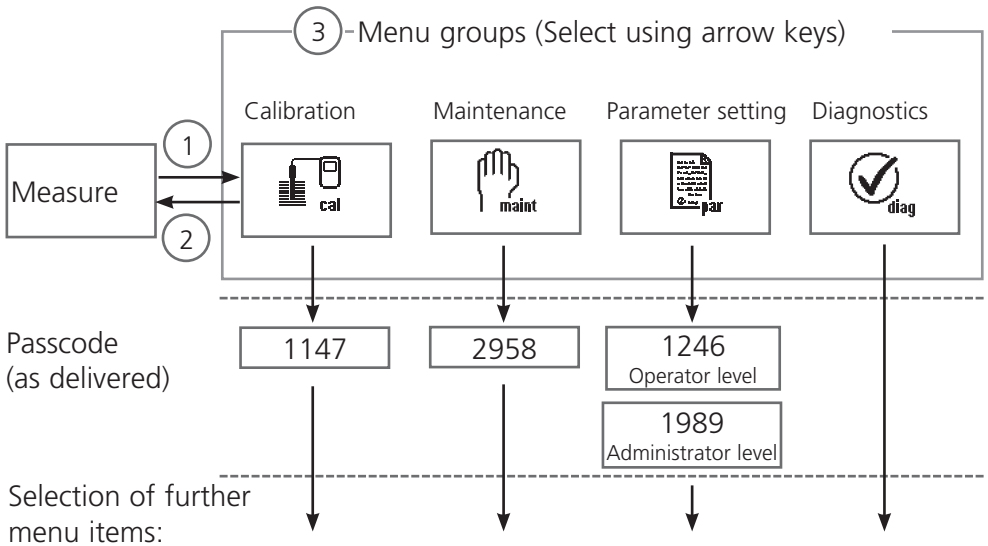 3 Menu groups (Select using arrow keys)
Calibration Maintenance Parameter setting Diagnostics
1
Measure
cal maint par diag
2
Passcode
(as delivered)
1147 2958 1246
Operator level
1989
Administrator level
Selection of further
menu items: